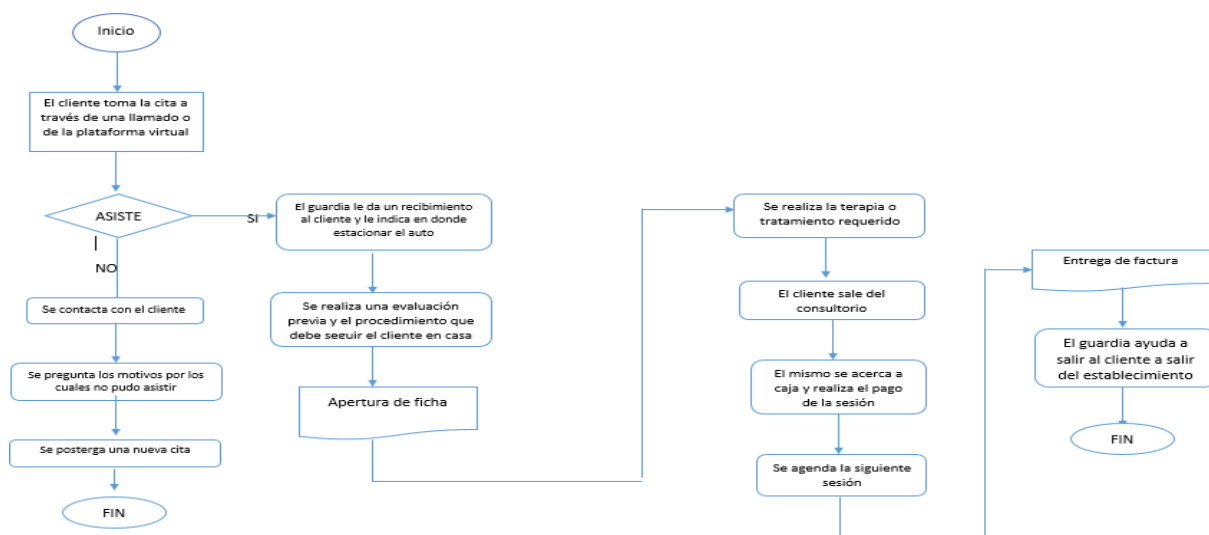 Inicio
El cliente toma la cita a
través de una llamado o
de la plataforma virtual
ASISTE
SI
NO
Se contacta con el cliente
Se pregunta los motivos por los
cuales no pudo asistir
Se posterga una nueva cita
FIN
El guardia le da un recibimiento
al cliente y le indica en donde
estacionar el auto
Se realiza una evaluación
previa y el procedimiento que
debe seguir el cliente en casa
Apertura de ficha
Se realiza la terapia o
tratamiento requerido
El cliente sale del
consultorio
El mismo se acerca a
caja y realiza el pago
de la sesión
Se agenda la siguiente
sesión
Entrega de factura
El guardia ayuda a
salir al cliente a salir
del establecimiento
FIN